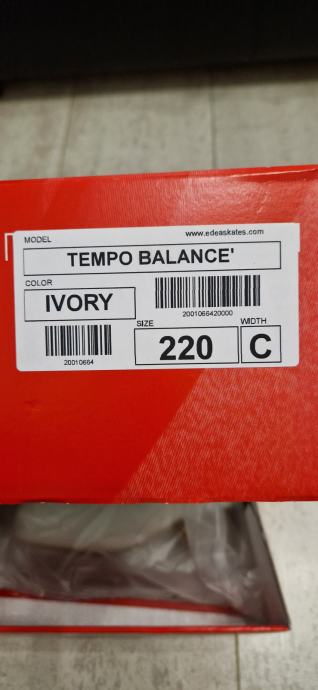 MODEL
www.edeaskates.com
TEMPO BALANCE'
COLOR
IVORY
2001066420000
SIZE
WIDTH
20010664
220
C